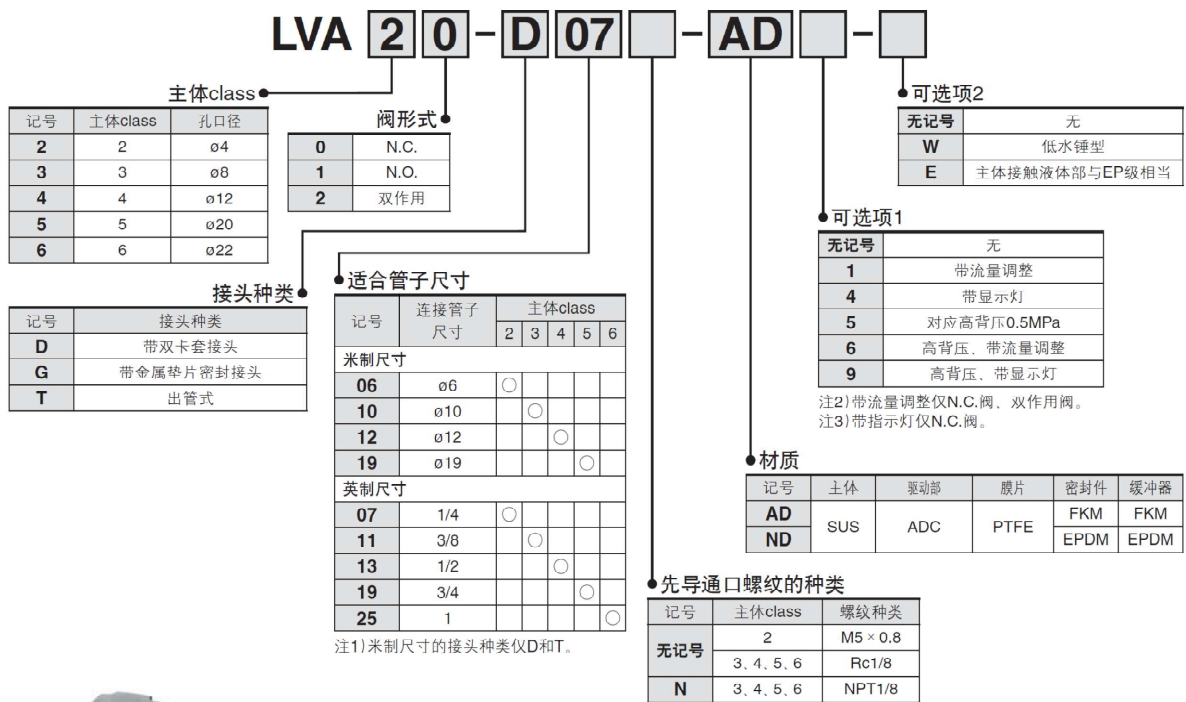 LVA 2 0 - D 07 - AD -
主体class
记号 主体class 孔口径
2 2 ø4
3 3 ø8
4 4 ø12
5 5 ø20
6 6 ø22
阀形式
0 N.C.
1 N.O.
2 双作用
接头种类
记号 接头种类
D 带双卡套接头
G 带金属垫片密封接头
T 出管式
适合管子尺寸
记号 连接管子尺寸 主体class
2 3 4 5 6
米制尺寸
06 ø6 ○
10 ø10 ○
12 ø12 ○
19 ø19 ○
英制尺寸
07 1/4 ○
11 3/8 ○
13 1/2 ○
19 3/4 ○
25 1 ○
注1)米制尺寸的接头种类仅D和T。
可选项2
无记号 无
W 低水锤型
E 主体接触液体部与EP级相当
可选项1
无记号 无
1 带流量调整
4 带显示灯
5 对应高背压0.5MPa
6 高背压、带流量调整
9 高背压、带显示灯
注2)带流量调整仅N.C.阀、双作用阀。
注3)带指示灯仅N.C.阀。
材质
记号 主体 驱动部 膜片 密封件 缓冲器
AD SUS ADC PTFE FKM FKM
ND EPDM EPDM
先导通口螺纹的种类
记号 主体class 螺纹种类
无记号 2 M5×0.8
3、4、5、6 Rc1/8
N 3、4、5、6 NPT1/8